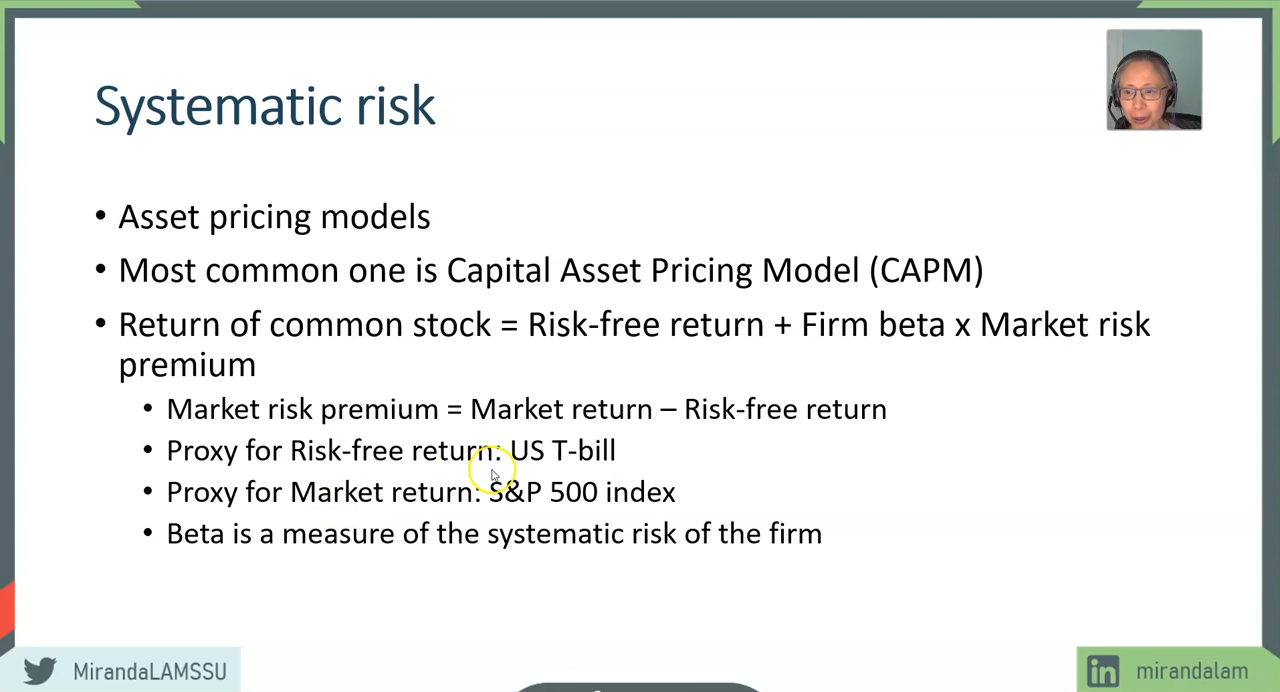 Systematic risk
• Asset pricing models
• Most common one is Capital Asset Pricing Model (CAPM)
• Return of common stock = Risk-free return + Firm beta x Market risk
premium
• Market risk premium = Market return – Risk-free return
• Proxy for Risk-free return: US T-bill
• Proxy for Market return: S&P 500 index
• Beta is a measure of the systematic risk of the firm
MirandaLAMSSU
in mirandalam